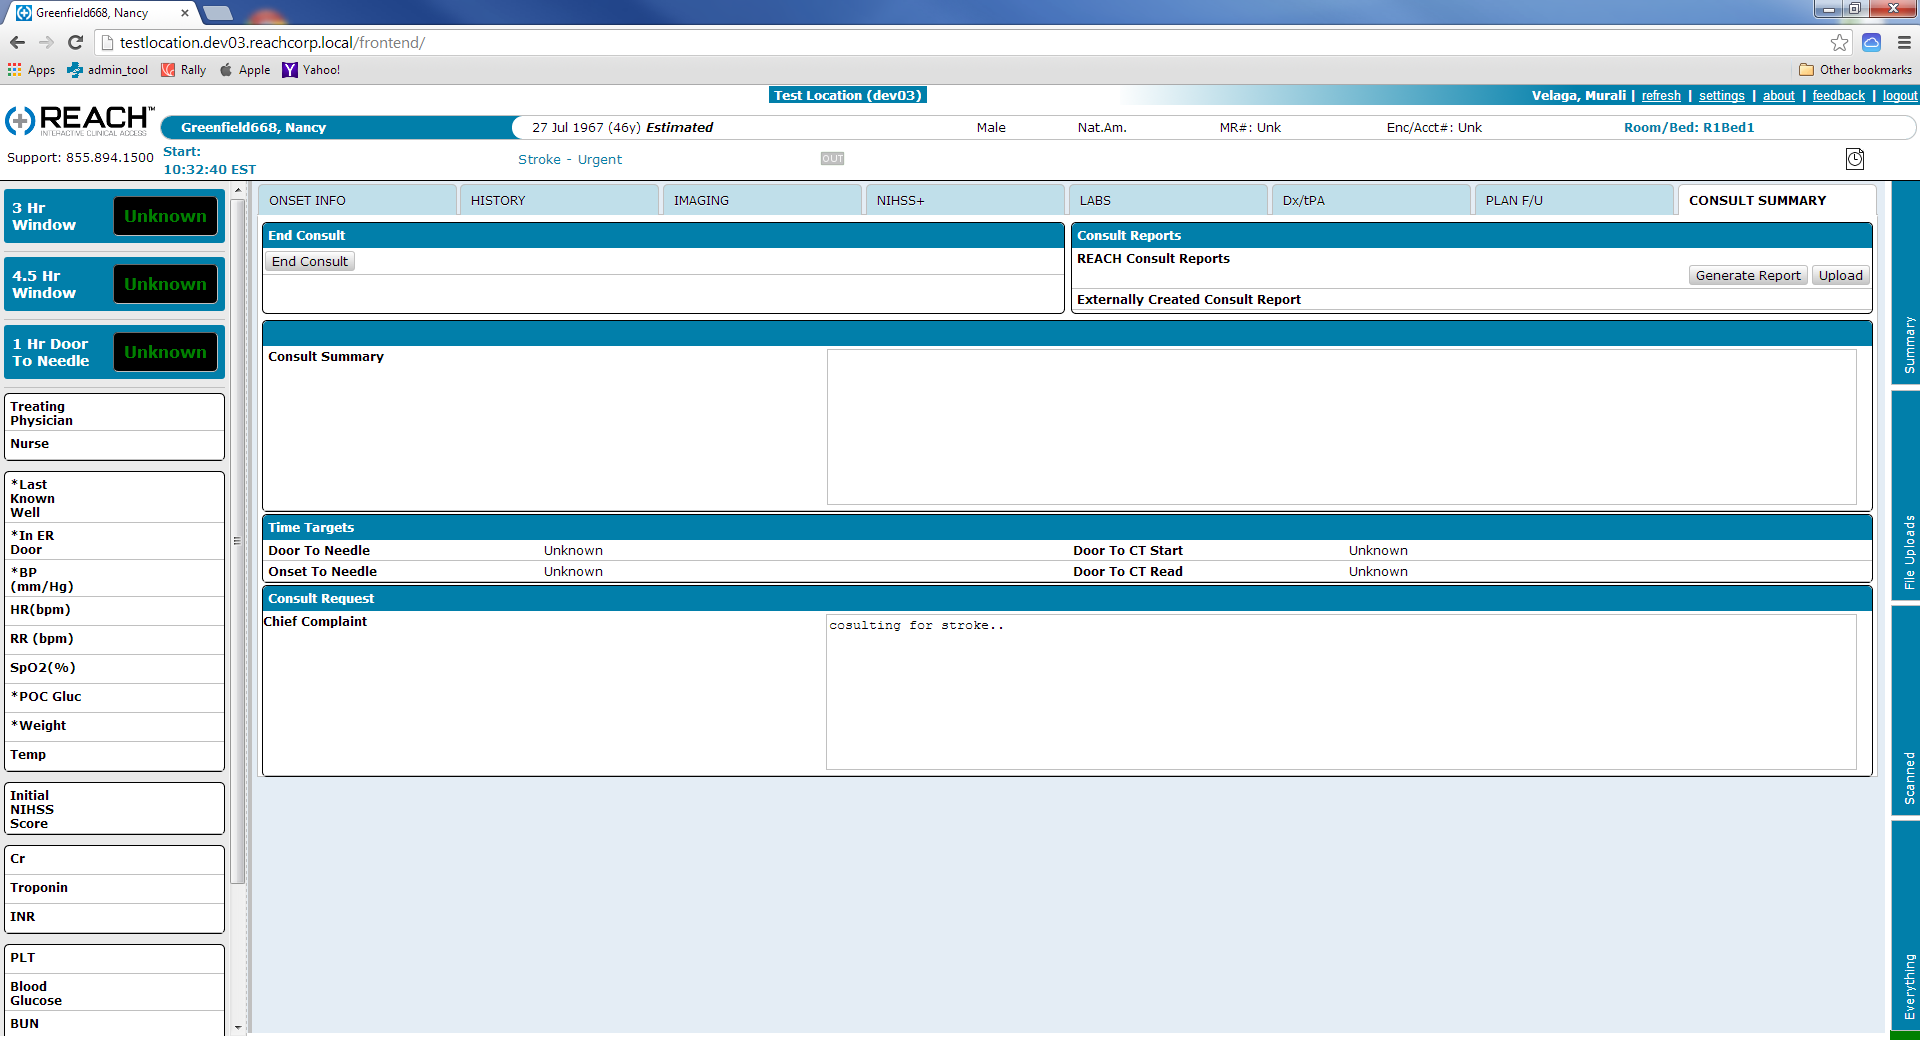 Greenfield668, Nancy
testlocation.dev03.reachcorp.local/frontend/
Apps admin_tool Rally Apple Yahoo! Other bookmarks
Test Location (dev03) Velaga, Murali | refresh | settings | about | feedback | logout
REACH™
INTERACTIVE CLINICAL ACCESS
Greenfield668, Nancy 27 Jul 1967 (46y) Estimated Male Nat.Am. MR#: Unk Enc/Acct#: Unk Room/Bed: R1Bed1
Support: 855.894.1500 Start:
10:32:40 EST
Stroke - Urgent OUT
3 Hr
Window
Unknown
4.5 Hr
Window
Unknown
1 Hr Door
To Needle
Unknown
Treating
Physician
Nurse
*Last
Known
Well
*In ER
Door
*BP
(mm/Hg)
HR(bpm)
RR (bpm)
SpO2(%)
*POC Gluc
*Weight
Temp
Initial
NIHSS
Score
Cr
Troponin
INR
PLT
Blood
Glucose
BUN
ONSET INFO HISTORY IMAGING NIHSS+ LABS Dx/tPA PLAN F/U CONSULT SUMMARY
End Consult
End Consult
Consult Reports
REACH Consult Reports
Generate Report Upload
Externally Created Consult Report
Consult Summary
Time Targets
Door To Needle Unknown Door To CT Start Unknown
Onset To Needle Unknown Door To CT Read Unknown
Consult Request
Chief Complaint cosulting for stroke..
Summary
File Uploads
Scanned
Everything